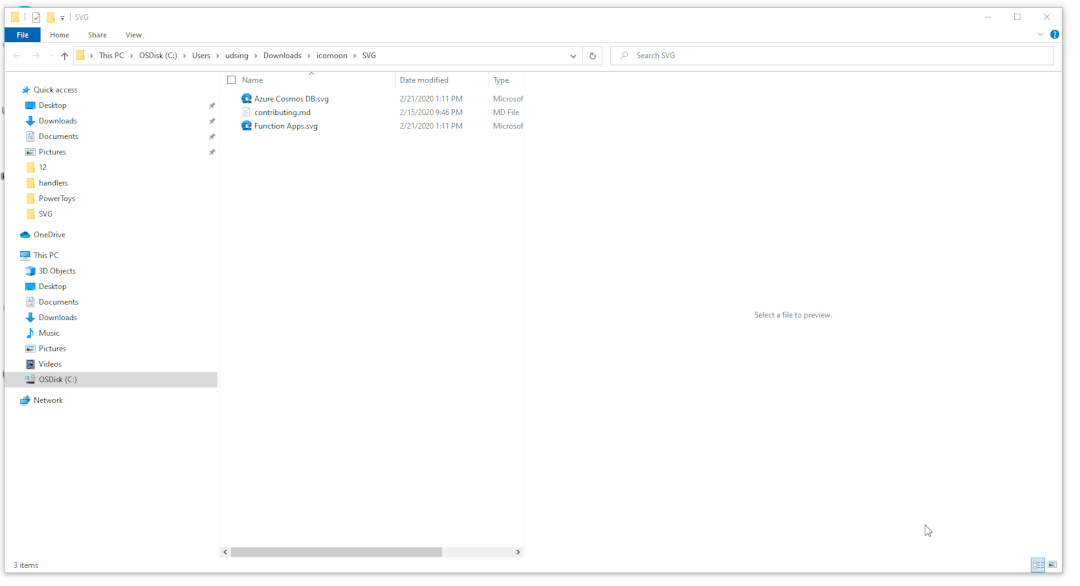 SVG
File Home Share View
This PC OSDisk (C:) Users udsing Downloads icomoon SVG
Search SVG
Name Date modified Type
Azure Cosmos DB.svg 2/21/2020 1:11 PM Microsof
contributing.md 2/15/2020 9:46 PM MD File
Function Apps.svg 2/21/2020 1:11 PM Microsof
Quick access
Desktop
Downloads
Documents
Pictures
12
handlers
PowerToys
SVG
OneDrive
This PC
3D Objects
Desktop
Documents
Downloads
Music
Pictures
Videos
OSDisk (C:)
Network
Select a file to preview.
3 items